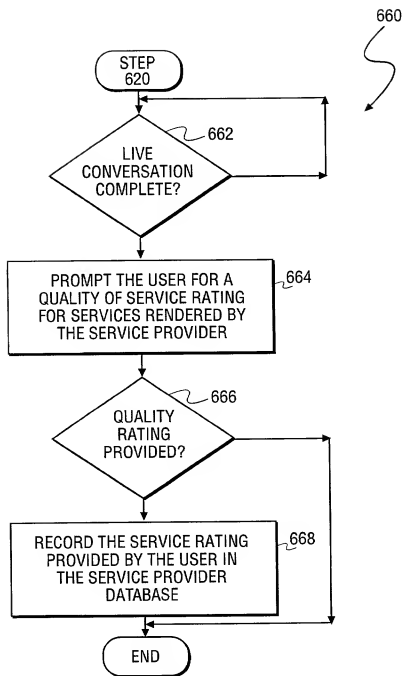 660
STEP
620
662
LIVE
CONVERSATION
COMPLETE?
664
PROMPT THE USER FOR A
QUALITY OF SERVICE RATING
FOR SERVICES RENDERED BY
THE SERVICE PROVIDER
666
QUALITY
RATING
PROVIDED?
668
RECORD THE SERVICE RATING
PROVIDED BY THE USER IN
THE SERVICE PROVIDER
DATABASE
END